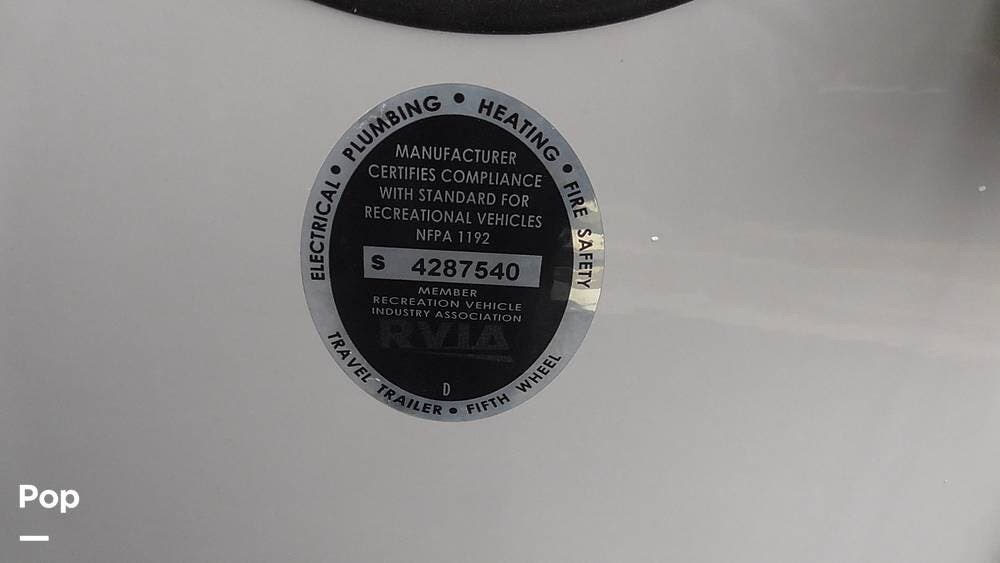 ELECTRICAL • PLUMBING • HEATING • FIRE SAFETY
MANUFACTURER
CERTIFIES COMPLIANCE
WITH STANDARD FOR
RECREATIONAL VEHICLES
NFPA 1192
S 4287540
MEMBER
RECREATION VEHICLE
INDUSTRY ASSOCIATION
RVIA
D
TRAVEL TRAILER • FIFTH WHEEL
Pop